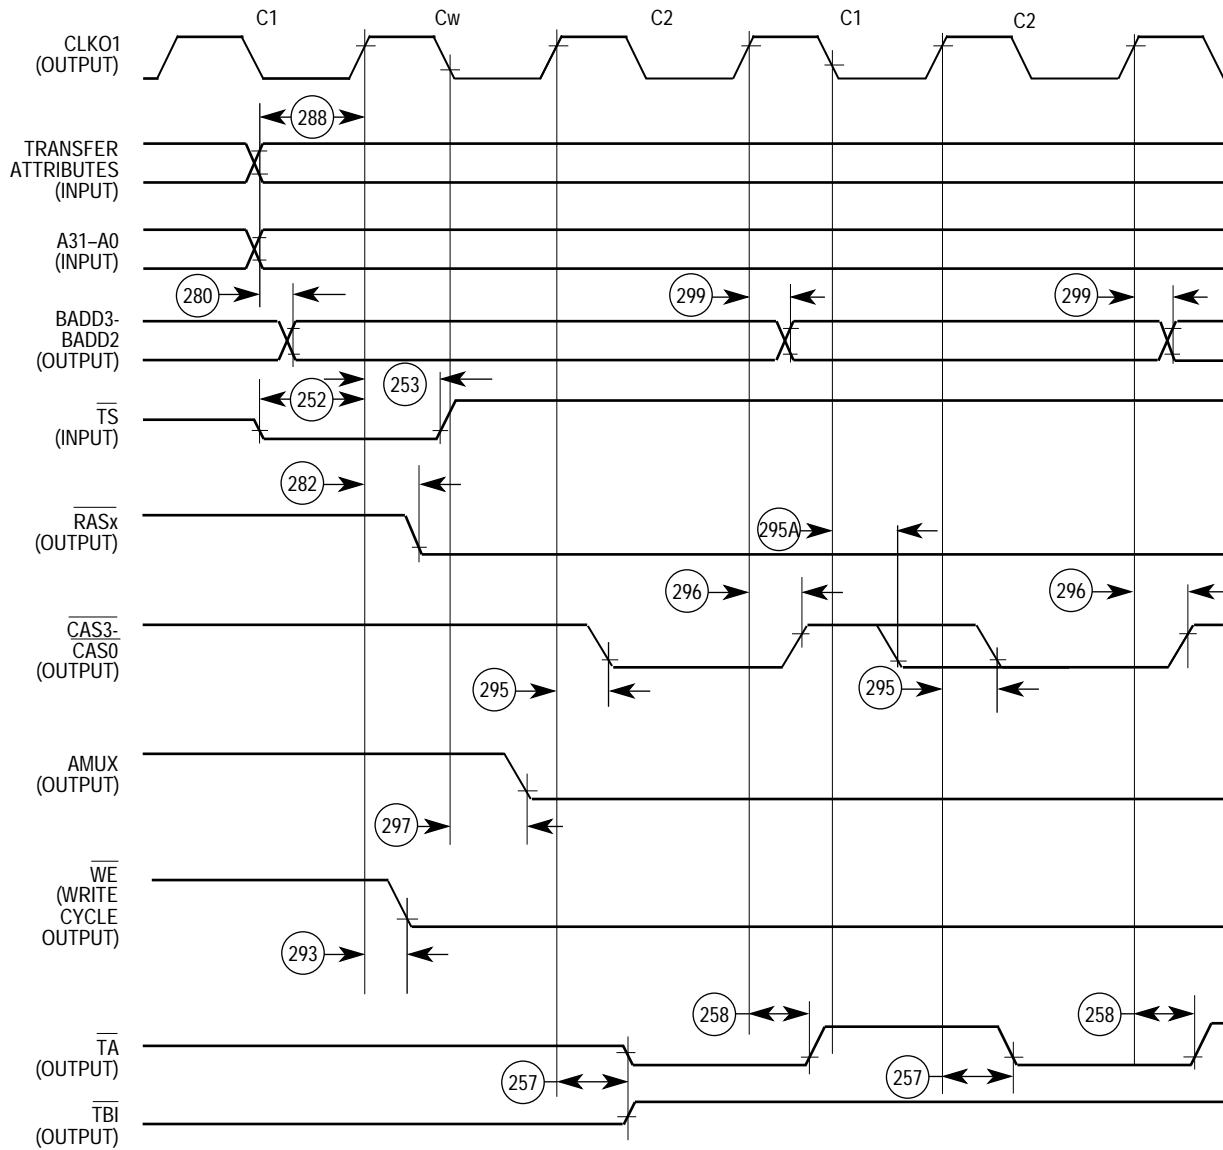 C1 Cw C2 C1 C2
CLKO1
(OUTPUT)
288
TRANSFER
ATTRIBUTES
(INPUT)
A31–A0
(INPUT)
280 299 299
BADD3-
BADD2
(OUTPUT)
252 253
TS
(INPUT)
282
RASx
(OUTPUT)
295A
296 296
CAS3-
CAS0
(OUTPUT)
295 295
AMUX
(OUTPUT)
297
WE
(WRITE
CYCLE
OUTPUT)
293
258 258
TA
(OUTPUT)
257 257
TBI
(OUTPUT)